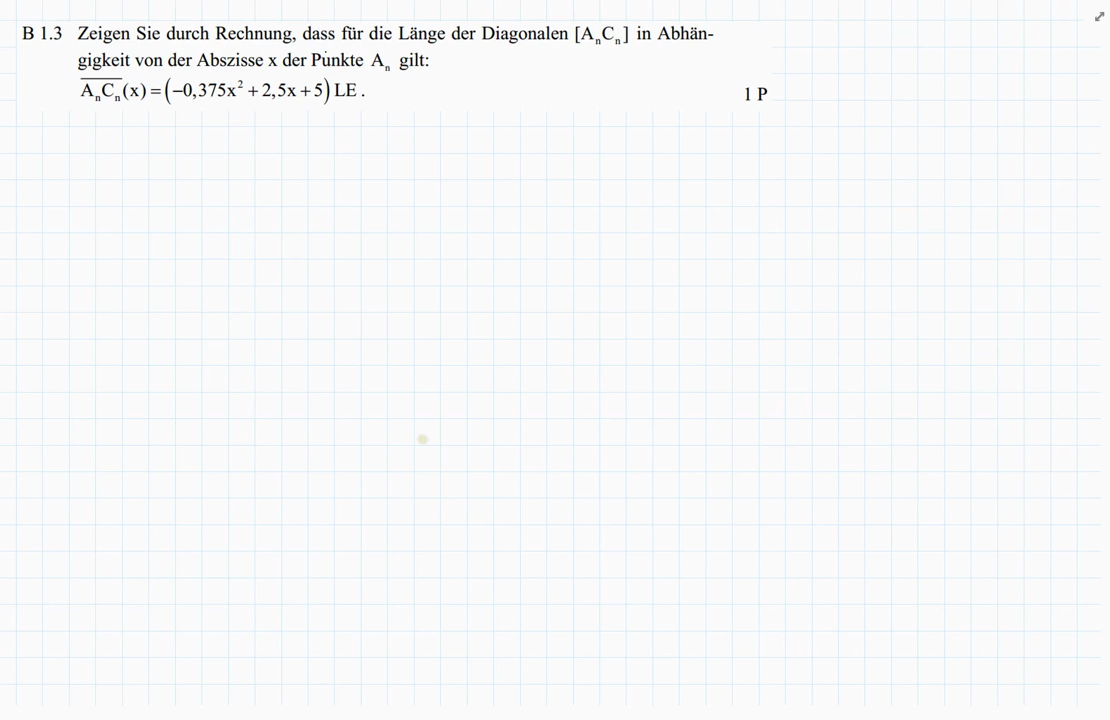 B 1.3 Zeigen Sie durch Rechnung, dass für die Länge der Diagonalen [AₙCₙ] in Abhän-
gigkeit von der Abszisse x der Punkte Aₙ gilt:
A̅ₙ̅C̅ₙ̅(x) = (−0,375x² + 2,5x + 5) LE .
1 P